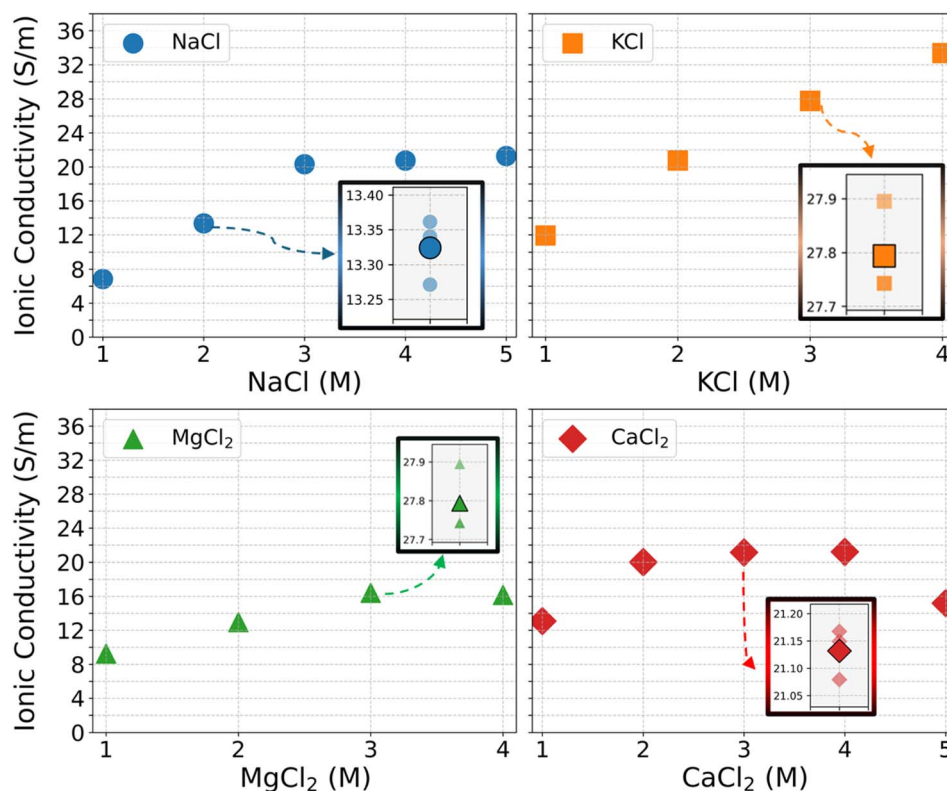 Ionic Conductivity (S/m)
36
32
28
24
20
16
12
8
4
0
NaCl
13.40
13.35
13.30
13.25
1 2 3 4 5
NaCl (M)
KCl
27.9
27.8
27.7
1 2 3 4
KCl (M)
Ionic Conductivity (S/m)
36
32
28
24
20
16
12
8
4
0
MgCl₂
27.9
27.8
27.7
1 2 3 4
MgCl₂ (M)
CaCl₂
21.20
21.15
21.10
21.05
1 2 3 4 5
CaCl₂ (M)